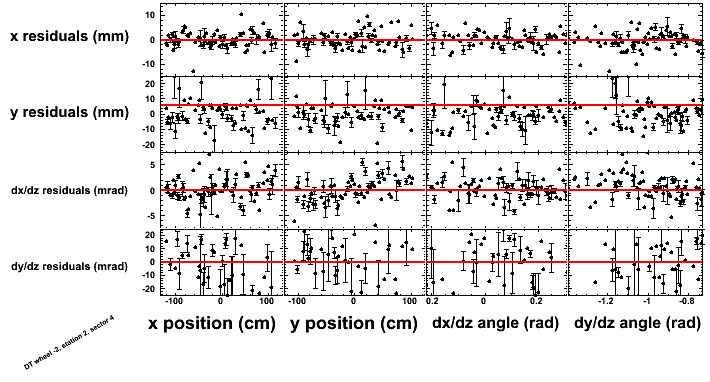 x residuals (mm)
10
0
-10
y residuals (mm)
20
10
0
-10
-20
dx/dz residuals (mrad)
5
0
-5
dy/dz residuals (mrad)
20
10
0
-10
-20
-100 0 100 -100 0 100 -0.2 0 0.2 -1.2 -1 -0.8
x position (cm) y position (cm) dx/dz angle (rad) dy/dz angle (rad)
DT wheel -2, station 2, sector 4